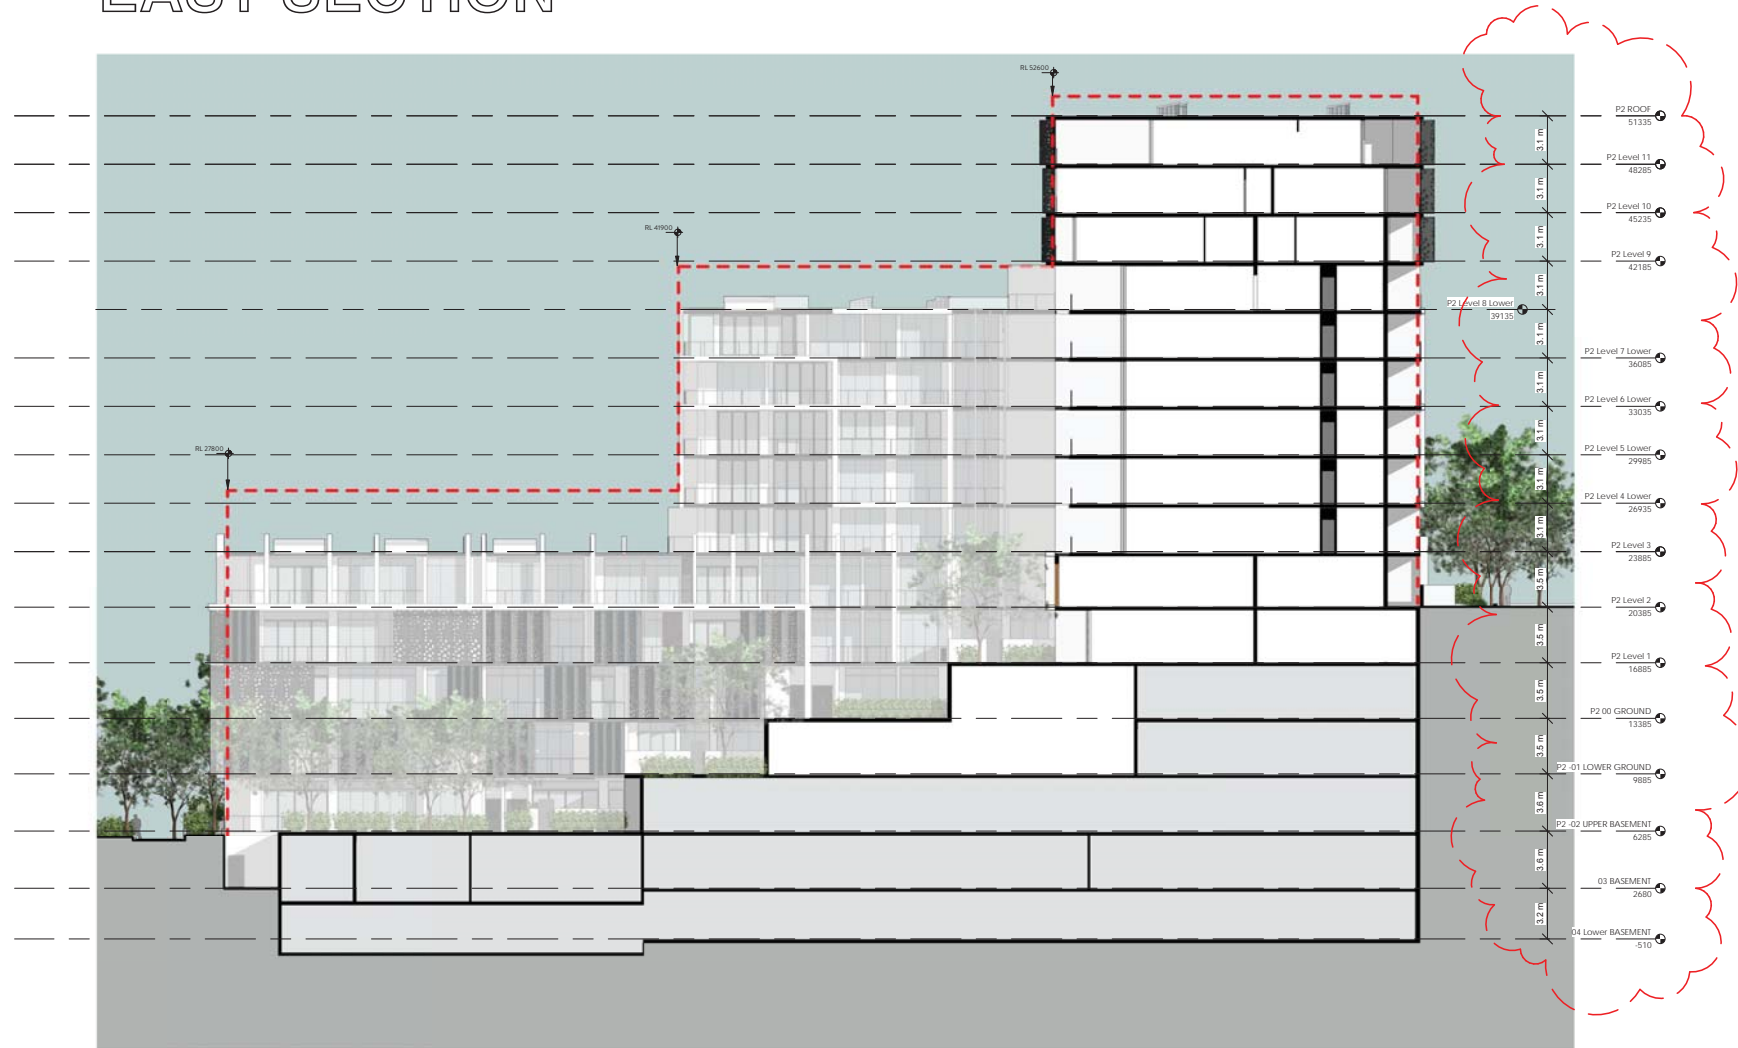 EAST SECTION
RL 52600
P2 ROOF
51335
3.1 m
P2 Level 11
48285
3.1 m
P2 Level 10
45235
RL 41900
3.1 m
P2 Level 9
42185
3.1 m
P2 Level 8 Lower
39135
3.1 m
P2 Level 7 Lower
36085
3.1 m
P2 Level 6 Lower
33035
3.1 m
RL 27800
P2 Level 5 Lower
29985
3.1 m
P2 Level 4 Lower
26935
3.1 m
P2 Level 3
23885
3.5 m
P2 Level 2
20385
3.5 m
P2 Level 1
16885
3.5 m
P2 00 GROUND
13385
3.5 m
P2 -01 LOWER GROUND
9885
3.6 m
P2 -02 UPPER BASEMENT
6285
3.6 m
03 BASEMENT
2680
3.2 m
04 Lower BASEMENT
-510